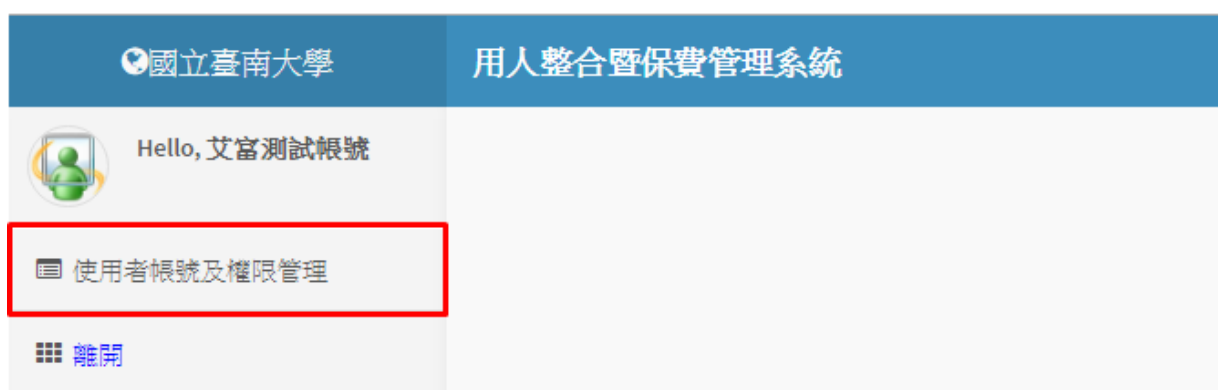 國立臺南大學
用人整合暨保費管理系統
Hello, 艾富測試帳號
使用者帳號及權限管理
離開